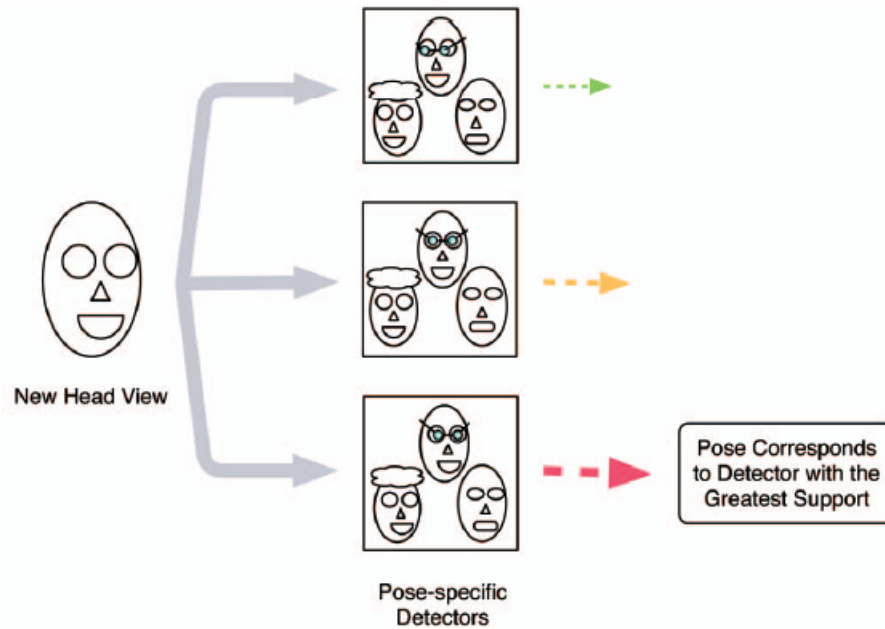 New Head View
Pose Corresponds
to Detector with the
Greatest Support
Pose-specific
Detectors